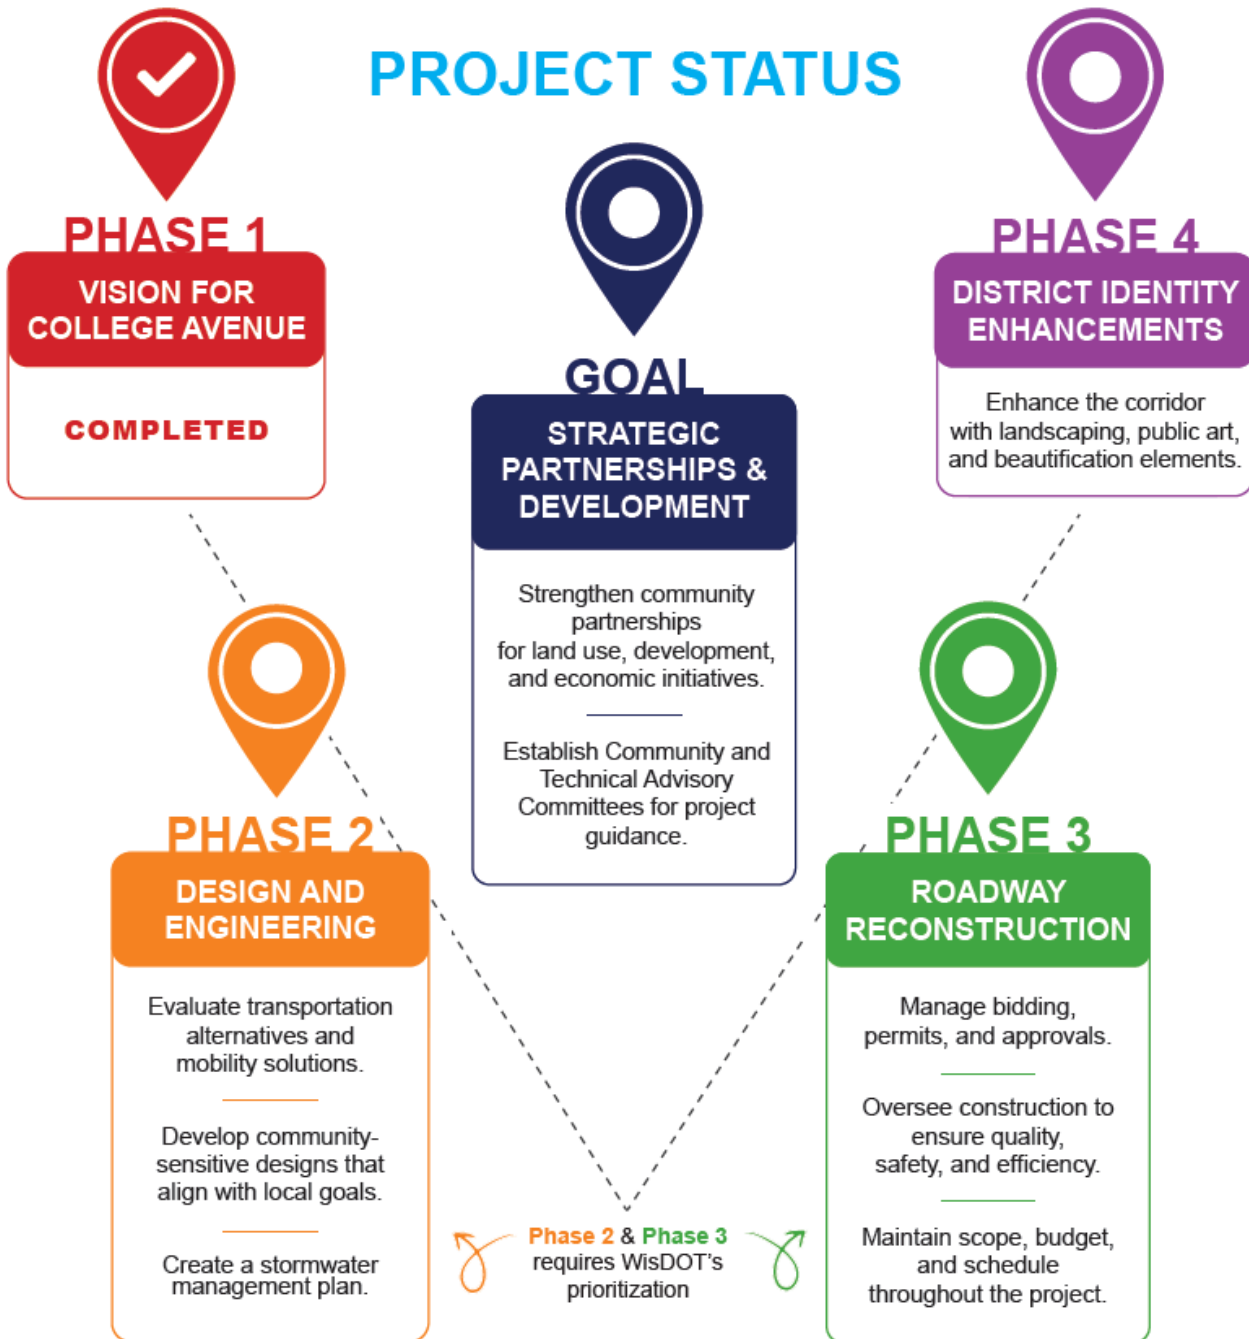 PROJECT STATUS
PHASE 1
VISION FOR
COLLEGE AVENUE
COMPLETED
PHASE 2
DESIGN AND
ENGINEERING
Evaluate transportation
alternatives and
mobility solutions.
Develop community-
sensitive designs that
align with local goals.
Create a stormwater
management plan.
GOAL
STRATEGIC
PARTNERSHIPS &
DEVELOPMENT
Strengthen community
partnerships
for land use, development,
and economic initiatives.
Establish Community and
Technical Advisory
Committees for project
guidance.
Phase 2 & Phase 3
requires WisDOT's
prioritization
PHASE 3
ROADWAY
RECONSTRUCTION
Manage bidding,
permits, and approvals.
Oversee construction to
ensure quality,
safety, and efficiency.
Maintain scope, budget,
and schedule
throughout the project.
PHASE 4
DISTRICT IDENTITY
ENHANCEMENTS
Enhance the corridor
with landscaping, public art,
and beautification elements.